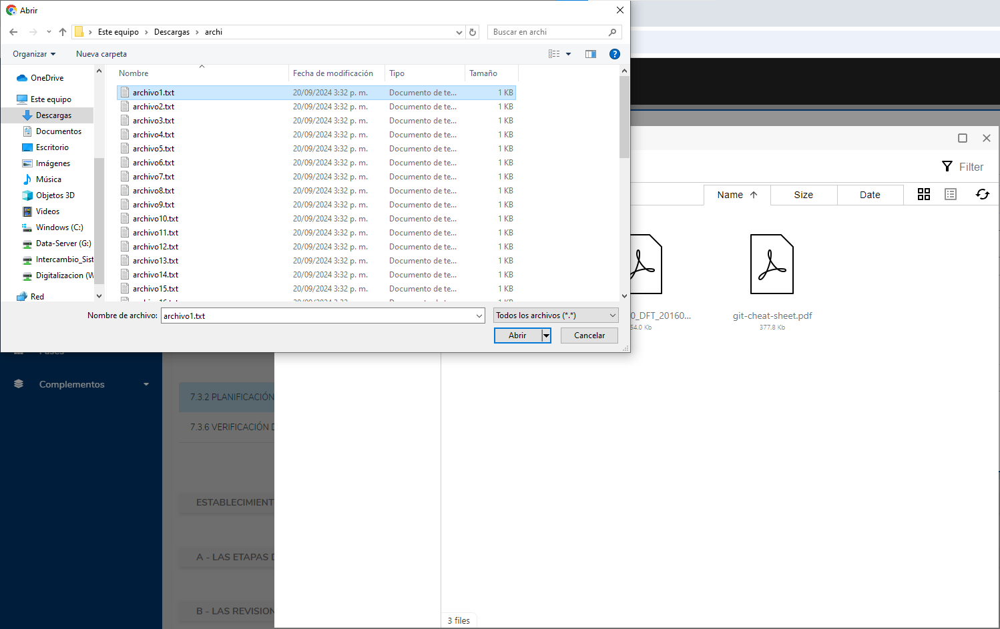 Abrir
Este equipo > Descargas > archi
Buscar en archi
Organizar
Nueva carpeta
OneDrive
Este equipo
Descargas
Documentos
Escritorio
Imágenes
Música
Objetos 3D
Videos
Windows (C:)
Data-Server (G:)
Intercambio_Sist
Digitalizacion (W
Red
Nombre Fecha de modificación Tipo Tamaño
archivo1.txt 20/09/2024 3:32 p. m. Documento de te... 1 KB
archivo2.txt 20/09/2024 3:32 p. m. Documento de te... 1 KB
archivo3.txt 20/09/2024 3:32 p. m. Documento de te... 1 KB
archivo4.txt 20/09/2024 3:32 p. m. Documento de te... 1 KB
archivo5.txt 20/09/2024 3:32 p. m. Documento de te... 1 KB
archivo6.txt 20/09/2024 3:32 p. m. Documento de te... 1 KB
archivo7.txt 20/09/2024 3:32 p. m. Documento de te... 1 KB
archivo8.txt 20/09/2024 3:32 p. m. Documento de te... 1 KB
archivo9.txt 20/09/2024 3:32 p. m. Documento de te... 1 KB
archivo10.txt 20/09/2024 3:32 p. m. Documento de te... 1 KB
archivo11.txt 20/09/2024 3:32 p. m. Documento de te... 1 KB
archivo12.txt 20/09/2024 3:32 p. m. Documento de te... 1 KB
archivo13.txt 20/09/2024 3:32 p. m. Documento de te... 1 KB
archivo14.txt 20/09/2024 3:32 p. m. Documento de te... 1 KB
archivo15.txt 20/09/2024 3:32 p. m. Documento de te... 1 KB
Nombre de archivo: archivo1.txt
Todos los archivos (*.*)
Abrir
Cancelar
Filter
Name Size Date
0_DFT_20160...
54.0 Kb
git-cheat-sheet.pdf
377.8 Kb
Complementos
7.3.2 PLANIFICACIÓN
7.3.6 VERIFICACIÓN D
ESTABLECIMIENT
A - LAS ETAPAS D
B - LAS REVISION
3 files